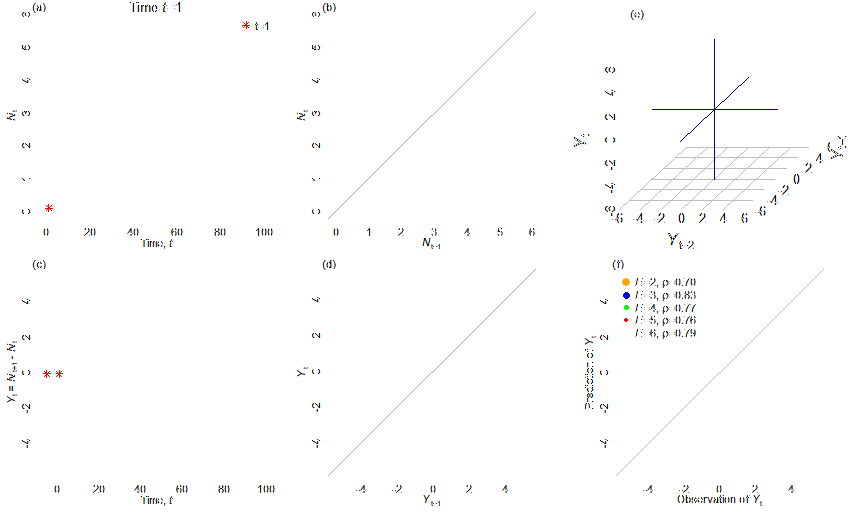 (a) Time t=1
* t=1
N_t
0 1 2 3 4 5 6
0 20 40 60 80 100
Time, t
(b)
N_t
0 1 2 3 4 5 6
0 1 2 3 4 5 6
N_t-1
(e)
Y_t
-6 -4 -2 0 2 4 6
-6 -4 -2 0 2 4 6
Y_t-2
-6 -4 -2 0 2 4 6
Y_t-1
(c)
Y_t = N_t+1 - N_t
-4 -2 0 2 4
0 20 40 60 80 100
Time, t
(d)
Y_t
-4 -2 0 2 4
-4 -2 0 2 4
Y_t-1
(f)
E=2, ρ=0.70
E=3, ρ=0.83
E=4, ρ=0.77
E=5, ρ=0.76
E=6, ρ=0.79
Prediction of Y_t
-4 -2 0 2 4
-4 -2 0 2 4
Observation of Y_t